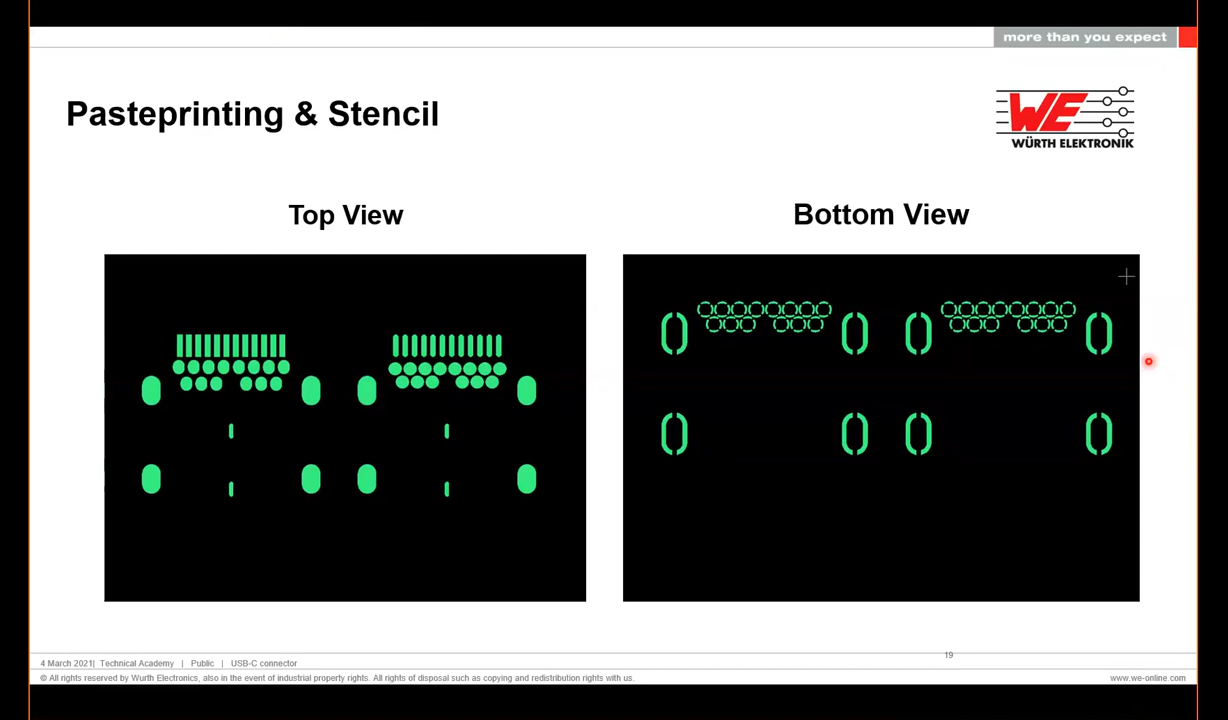 more than you expect
Pasteprinting & Stencil
WE
WÜRTH ELEKTRONIK
Top View
Bottom View
19
4 March 2021| Technical Academy | Public | USB-C connector
© All rights reserved by Wurth Electronics, also in the event of industrial property rights. All rights of disposal such as copying and redistribution rights with us.
www.we-online.com